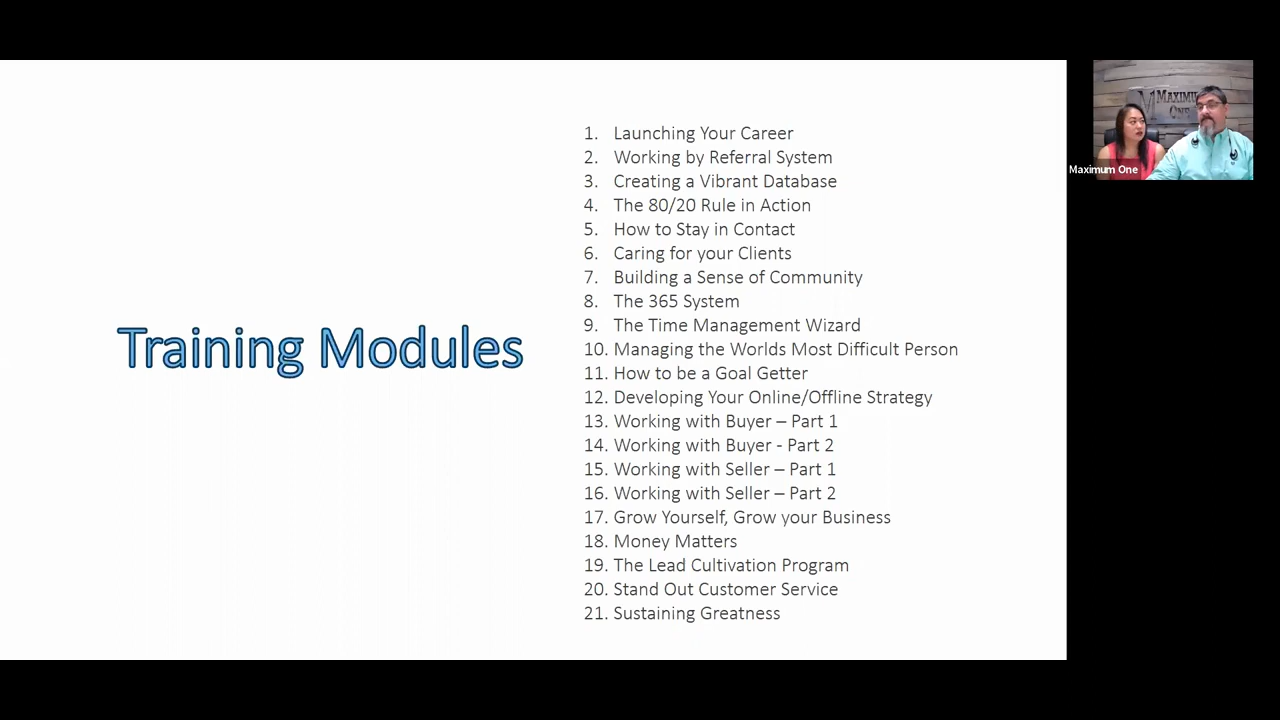 Training Modules
1. Launching Your Career
2. Working by Referral System
3. Creating a Vibrant Database
4. The 80/20 Rule in Action
5. How to Stay in Contact
6. Caring for your Clients
7. Building a Sense of Community
8. The 365 System
9. The Time Management Wizard
10. Managing the Worlds Most Difficult Person
11. How to be a Goal Getter
12. Developing Your Online/Offline Strategy
13. Working with Buyer – Part 1
14. Working with Buyer - Part 2
15. Working with Seller – Part 1
16. Working with Seller – Part 2
17. Grow Yourself, Grow your Business
18. Money Matters
19. The Lead Cultivation Program
20. Stand Out Customer Service
21. Sustaining Greatness
One
Maximum One